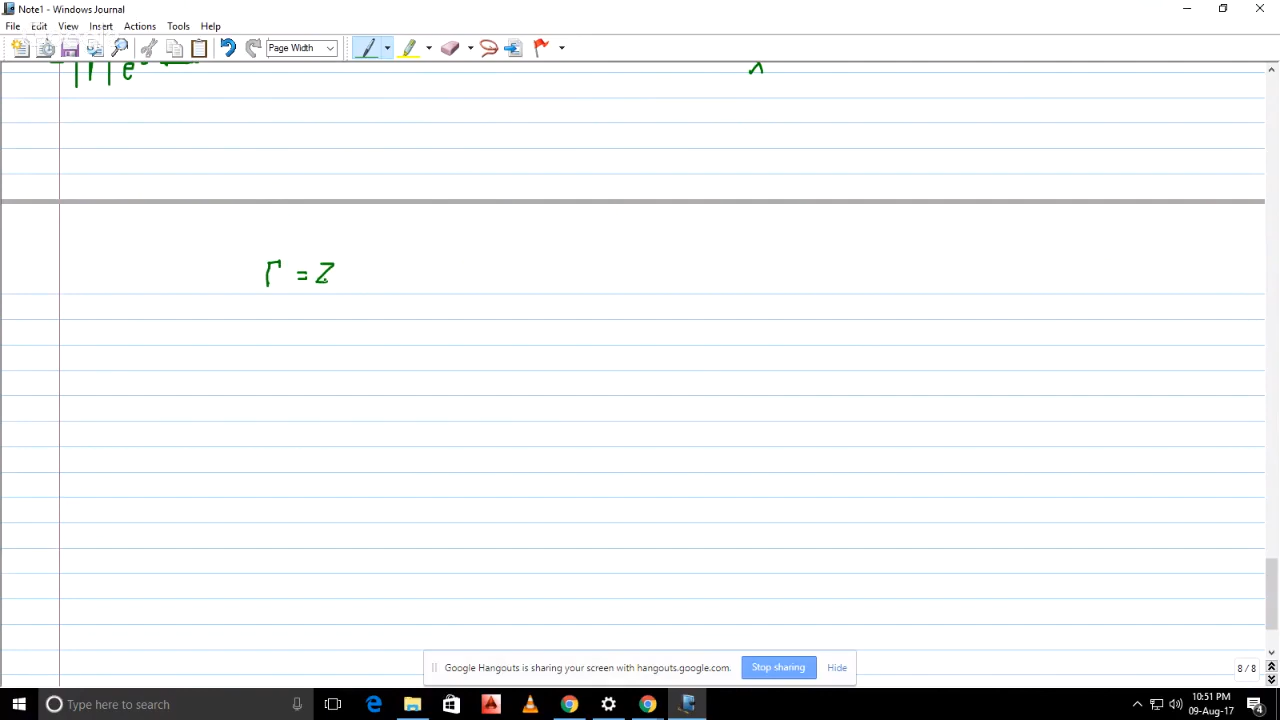 Note1 - Windows Journal
File Edit View Insert Actions Tools Help
Page Width
|Γ| e
Γ = Z
Google Hangouts is sharing your screen with hangouts.google.com. Stop sharing Hide
8 / 8
Type here to search
10:51 PM
09-Aug-17
4